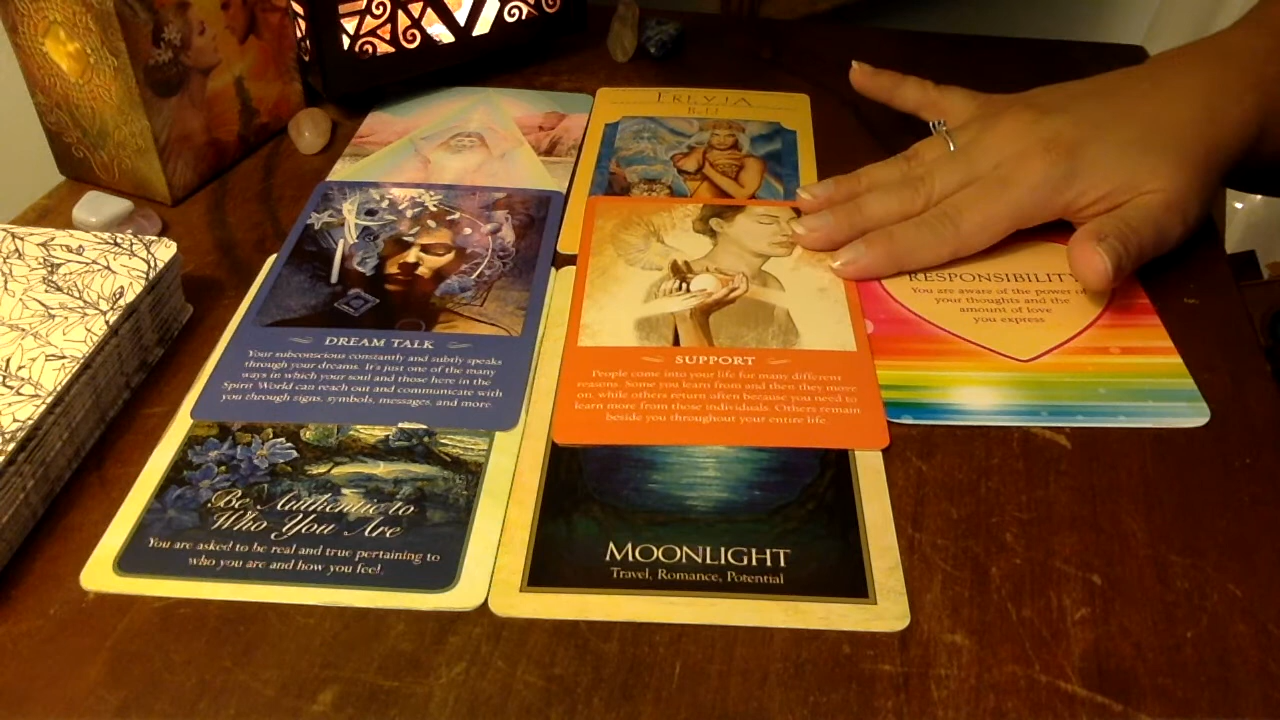 FREYJA
Bold
DREAM TALK
Your subconscious constantly and subtly speaks
through your dreams. It's just one of the many
ways in which your soul and those here in the
Spirit World can reach out and communicate with
you through signs, symbols, messages, and more.
SUPPORT
People come into your life for many different
reasons. Some you learn from and then they move
on, while others return often because you need to
learn more from those individuals. Others remain
beside you throughout your entire life.
RESPONSIBILITY
You are aware of the power of
your thoughts and the
amount of love
you express
Be Authentic to
Who You Are
You are asked to be real and true pertaining to
who you are and how you feel.
MOONLIGHT
Travel, Romance, Potential